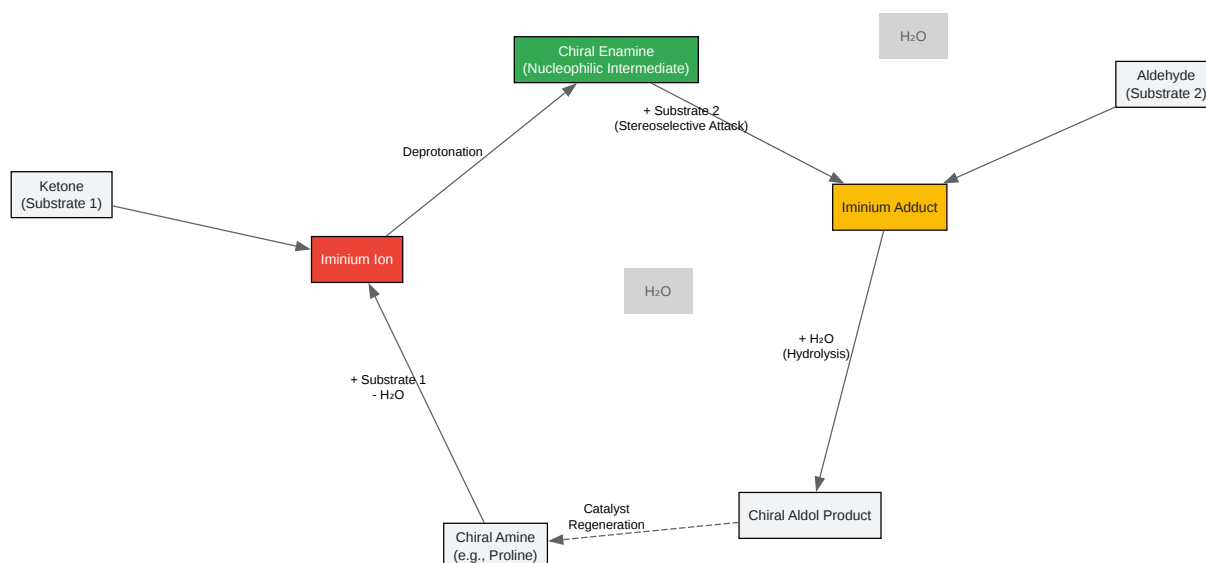 H₂O
Chiral Enamine
(Nucleophilic Intermediate)
Aldehyde
(Substrate 2)
+ Substrate 2
(Stereoselective Attack)
Deprotonation
Ketone
(Substrate 1)
Iminium Adduct
Iminium Ion
H₂O
+ H₂O
(Hydrolysis)
+ Substrate 1
- H₂O
Chiral Aldol Product
Catalyst
Regeneration
Chiral Amine
(e.g., Proline)